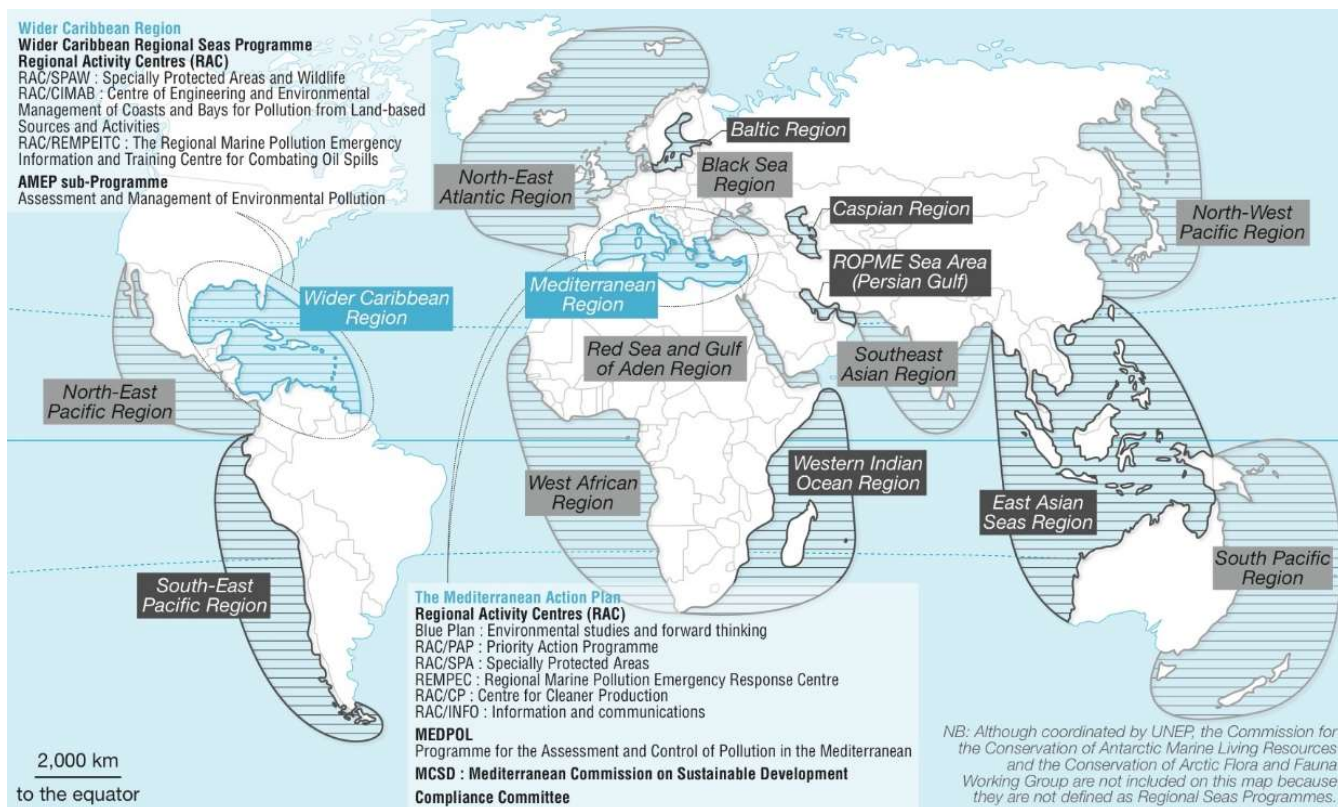 Wider Caribbean Region
Wider Caribbean Regional Seas Programme
Regional Activity Centres (RAC)
RAC/SPAW : Specially Protected Areas and Wildlife
RAC/CIMAB : Centre of Engineering and Environmental
Management of Coasts and Bays for Pollution from Land-based
Sources and Activities
RAC/REMPEITC : The Regional Marine Pollution Emergency
Information and Training Centre for Combating Oil Spills
AMEP sub-Programme
Assessment and Management of Environmental Pollution
Baltic Region
North-East
Atlantic Region
Black Sea
Region
Caspian Region
North-West
Pacific Region
ROPME Sea Area
(Persian Gulf)
Wider Caribbean
Region
Mediterranean
Region
Red Sea and Gulf
of Aden Region
Southeast
Asian Region
North-East
Pacific Region
West African
Region
Western Indian
Ocean Region
East Asian
Seas Region
South Pacific
Region
South-East
Pacific Region
The Mediterranean Action Plan
Regional Activity Centres (RAC)
Blue Plan : Environmental studies and forward thinking
RAC/PAP : Priority Action Programme
RAC/SPA : Specially Protected Areas
REMPEC : Regional Marine Pollution Emergency Response Centre
RAC/CP : Centre for Cleaner Production
RAC/INFO : Information and communications
MEDPOL
Programme for the Assessment and Control of Pollution in the Mediterranean
MCSD : Mediterranean Commission on Sustainable Development
Compliance Committee
2,000 km
to the equator
NB: Although coordinated by UNEP, the Commission for
the Conservation of Antarctic Marine Living Resources
and the Conservation of Arctic Flora and Fauna
Working Group are not included on this map because
they are not defined as Regional Seas Programmes.